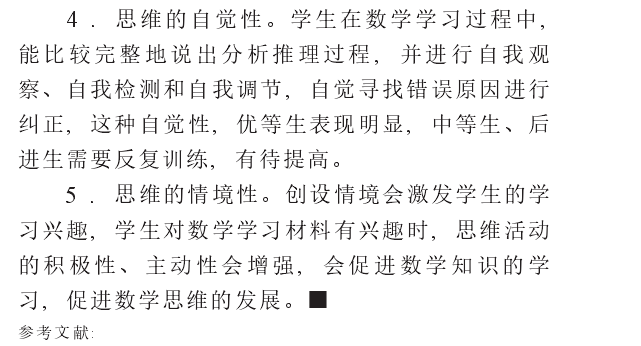 4．思维的自觉性。学生在数学学习过程中，
能比较完整地说出分析推理过程，并进行自我观
察、自我检测和自我调节，自觉寻找错误原因进行
纠正，这种自觉性，优等生表现明显，中等生、后
进生需要反复训练，有待提高。
5．思维的情境性。创设情境会激发学生的学
习兴趣，学生对数学学习材料有兴趣时，思维活动
的积极性、主动性会增强，会促进数学知识的学
习，促进数学思维的发展。■
参考文献：